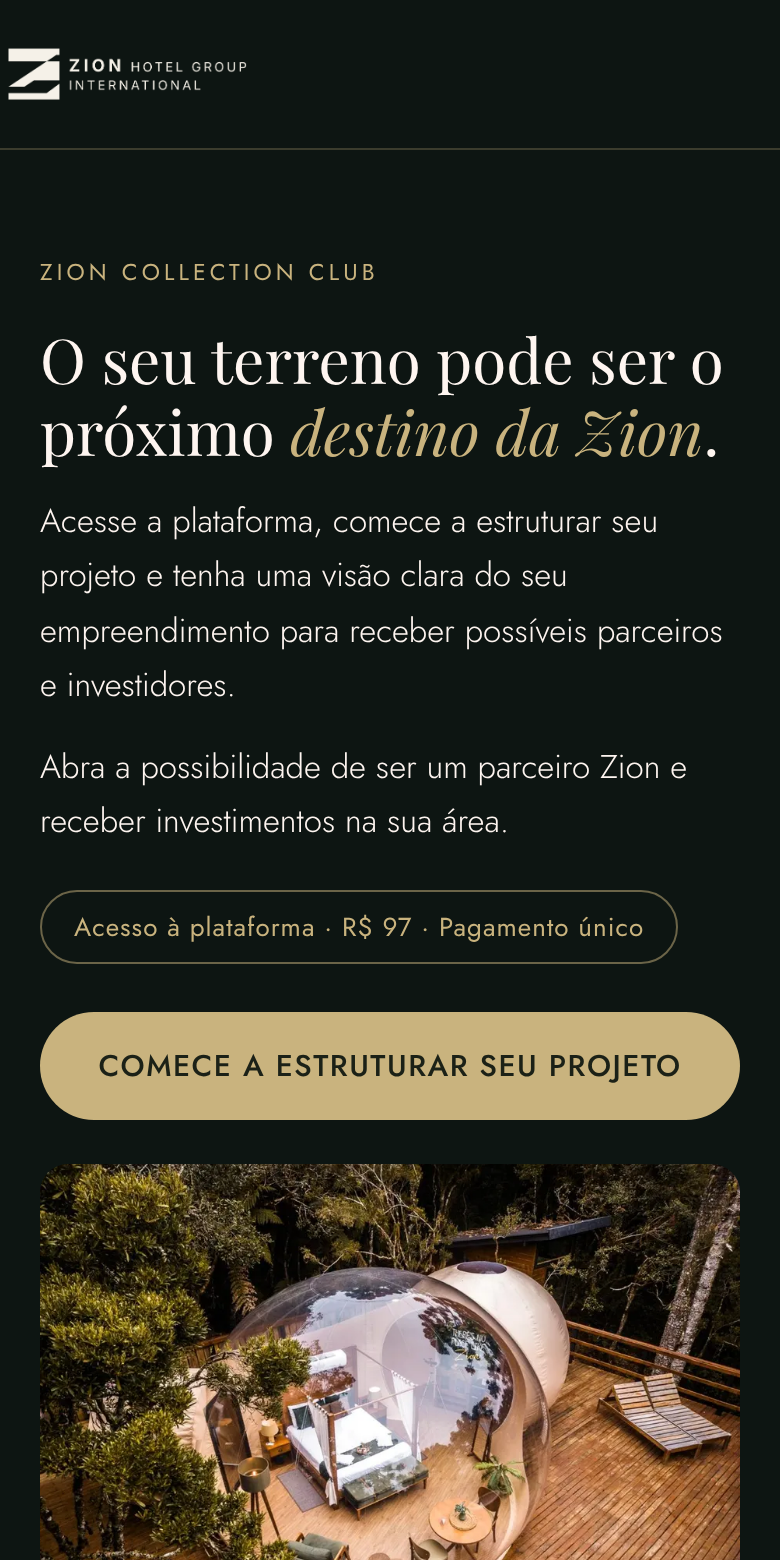 ZION HOTEL GROUP
INTERNATIONAL
ZION COLLECTION CLUB
O seu terreno pode ser o
próximo destino da Zion.
Acesse a plataforma, comece a estruturar seu
projeto e tenha uma visão clara do seu
empreendimento para receber possíveis parceiros
e investidores.
Abra a possibilidade de ser um parceiro Zion e
receber investimentos na sua área.
Acesso à plataforma · R$ 97 · Pagamento único
COMECE A ESTRUTURAR SEU PROJETO